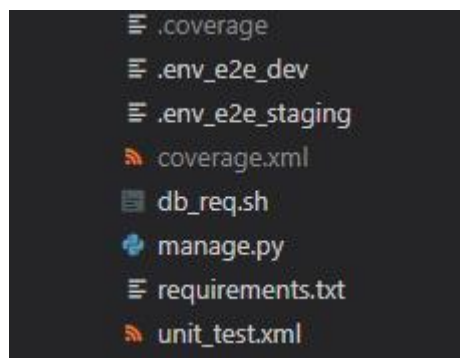 .coverage
.env_e2e_dev
.env_e2e_staging
coverage.xml
db_req.sh
manage.py
requirements.txt
unit_test.xml